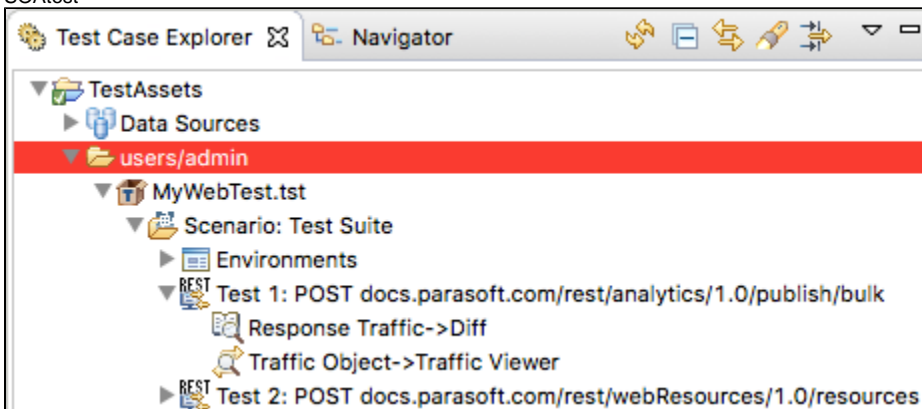 SOAtest
Test Case Explorer Navigator
TestAssets
Data Sources
users/admin
MyWebTest.tst
Scenario: Test Suite
Environments
REST Test 1: POST docs.parasoft.com/rest/analytics/1.0/publish/bulk
Response Traffic->Diff
Traffic Object->Traffic Viewer
REST Test 2: POST docs.parasoft.com/rest/webResources/1.0/resources